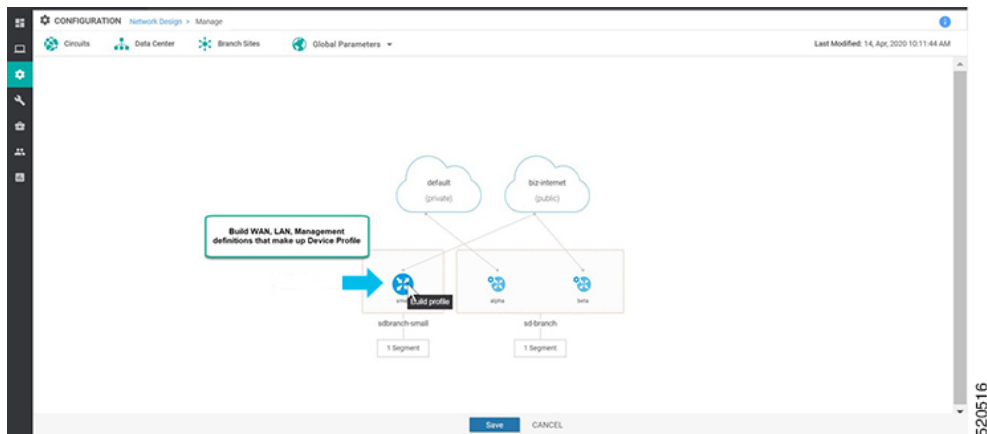 CONFIGURATION Network Design > Manage
Circuits Data Center Branch Sites Global Parameters Last Modified: 14, Apr, 2020 10:11:44 AM
default
(private)
biz-internet
(public)
Build WAN, LAN, Management
definitions that make up Device Profile
Build profile
alpha
beta
sdbranch-small
sd-branch
1 Segment
1 Segment
Save CANCEL
520516